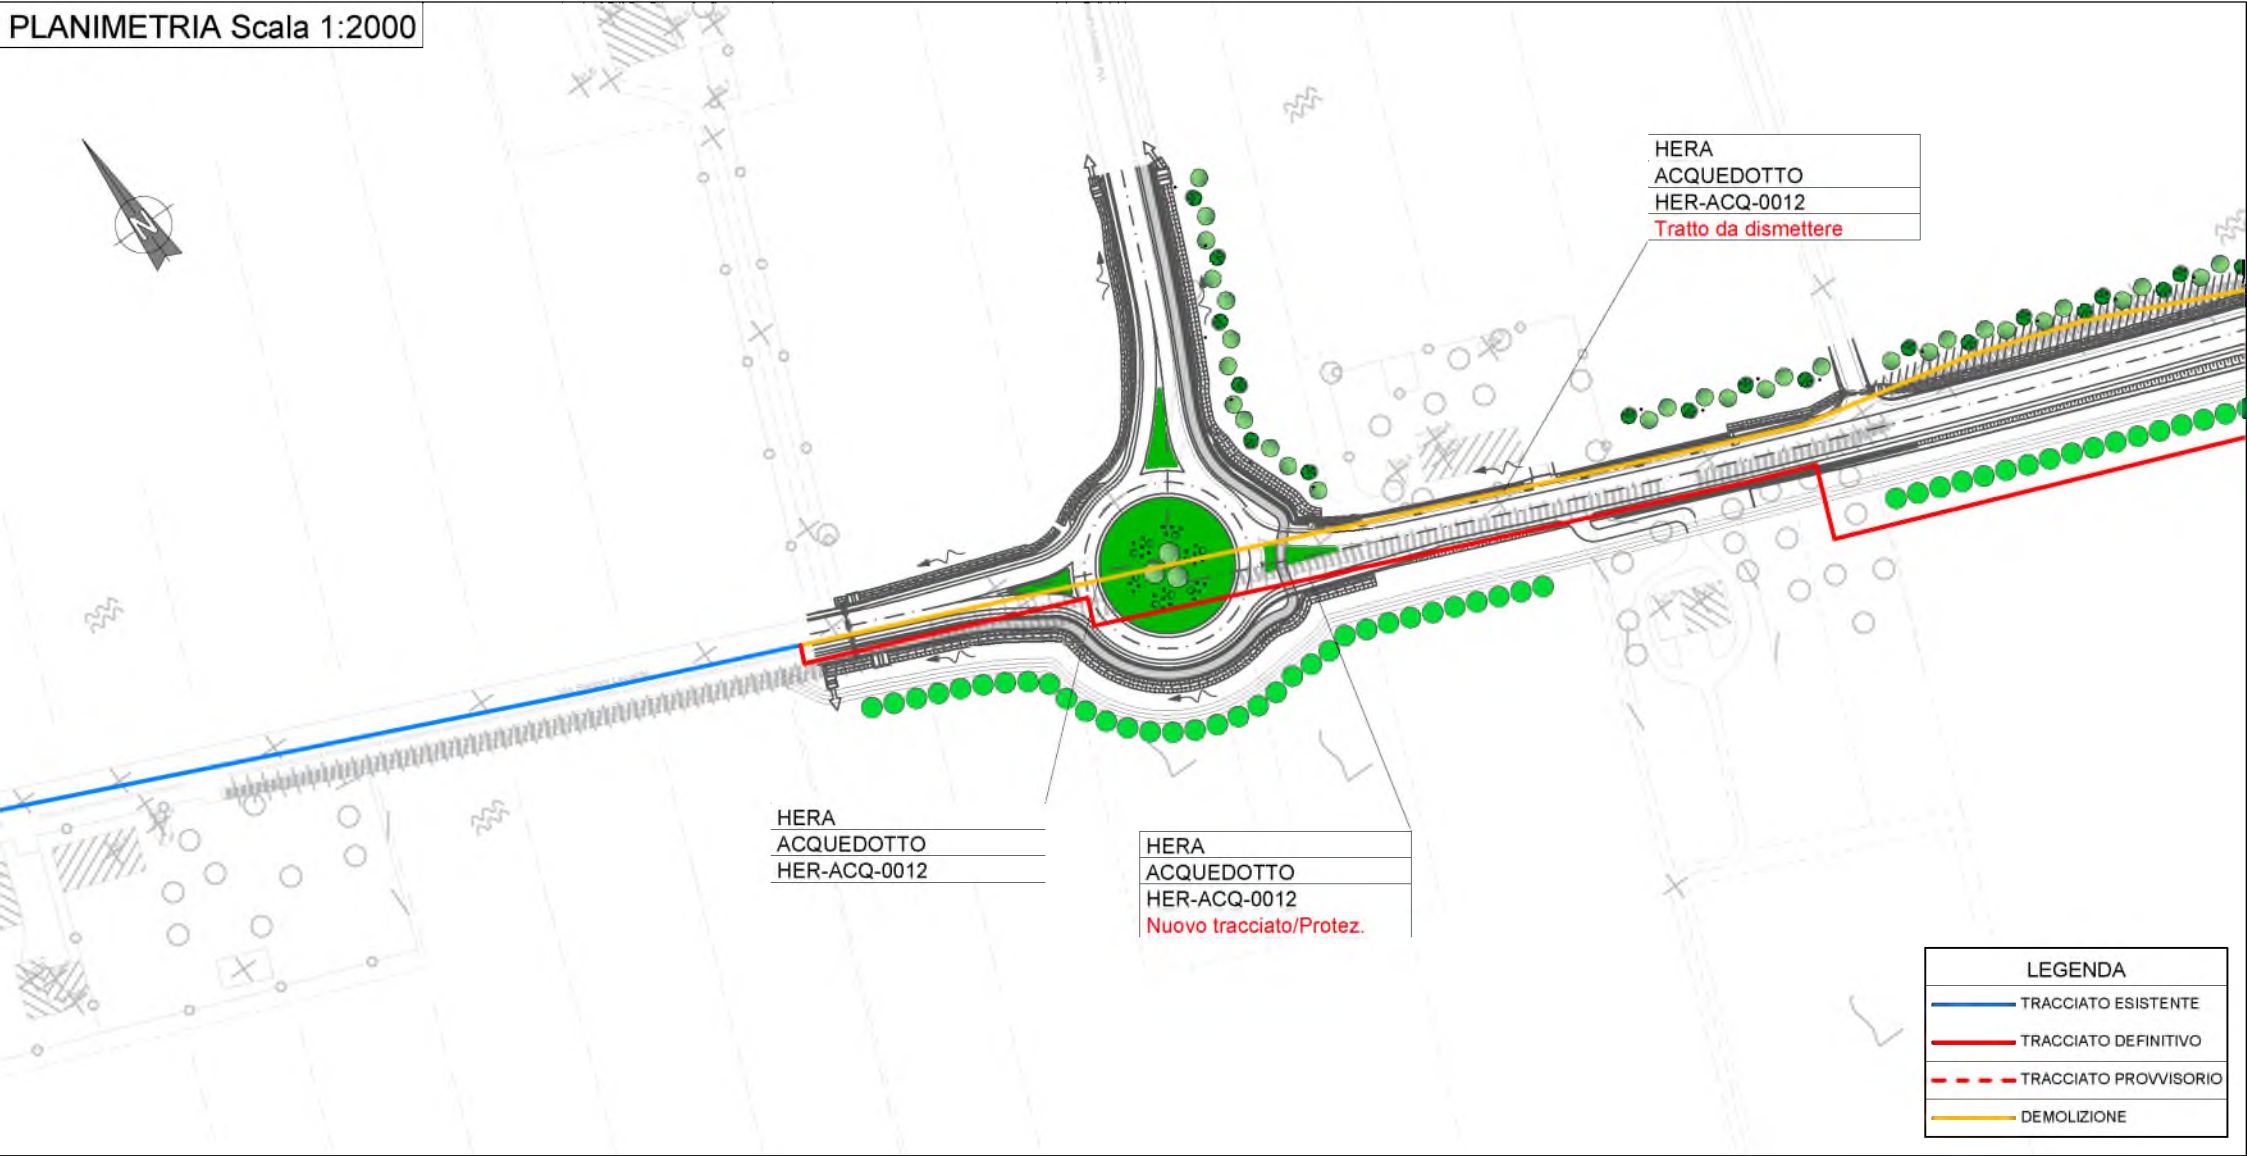 PLANIMETRIA Scala 1:2000
N
HERA
ACQUEDOTTO
HER-ACQ-0012
Tratto da dismettere
HERA
ACQUEDOTTO
HER-ACQ-0012
HERA
ACQUEDOTTO
HER-ACQ-0012
Nuovo tracciato/Protez.
LEGENDA
TRACCIATO ESISTENTE
TRACCIATO DEFINITIVO
TRACCIATO PROVVISORIO
DEMOLIZIONE